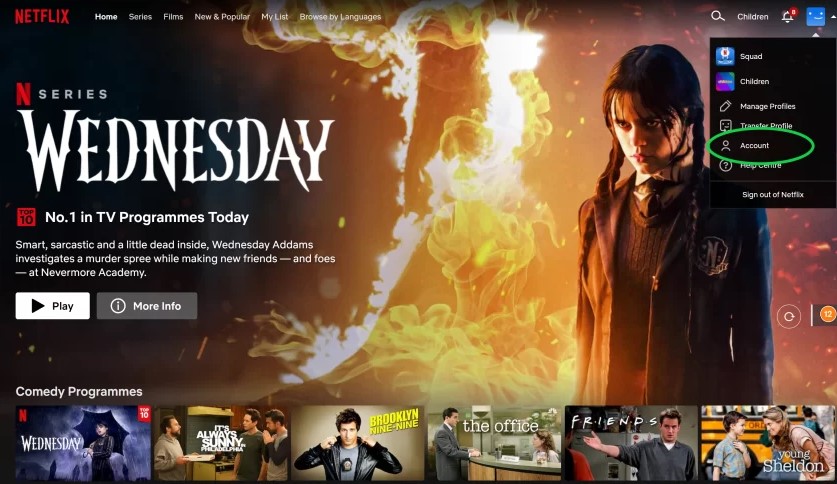 NETFLIX
Home Series Films New & Popular My List Browse by Languages
Children
8
Squad
Children
Manage Profiles
Transfer Profile
Account
Help Centre
Sign out of Netflix
N SERIES
WEDNESDAY
TOP 10 No.1 in TV Programmes Today
Smart, sarcastic and a little dead inside, Wednesday Addams
investigates a murder spree while making new friends — and foes
— at Nevermore Academy.
Play More Info
12
Comedy Programmes
N
WEDNESDAY
TOP 10
IT'S
ALWAYS
SUNNY IN
PHILADELPHIA
BROOKLYN
NINE-NINE
the office
FRIENDS
young
Sheldon